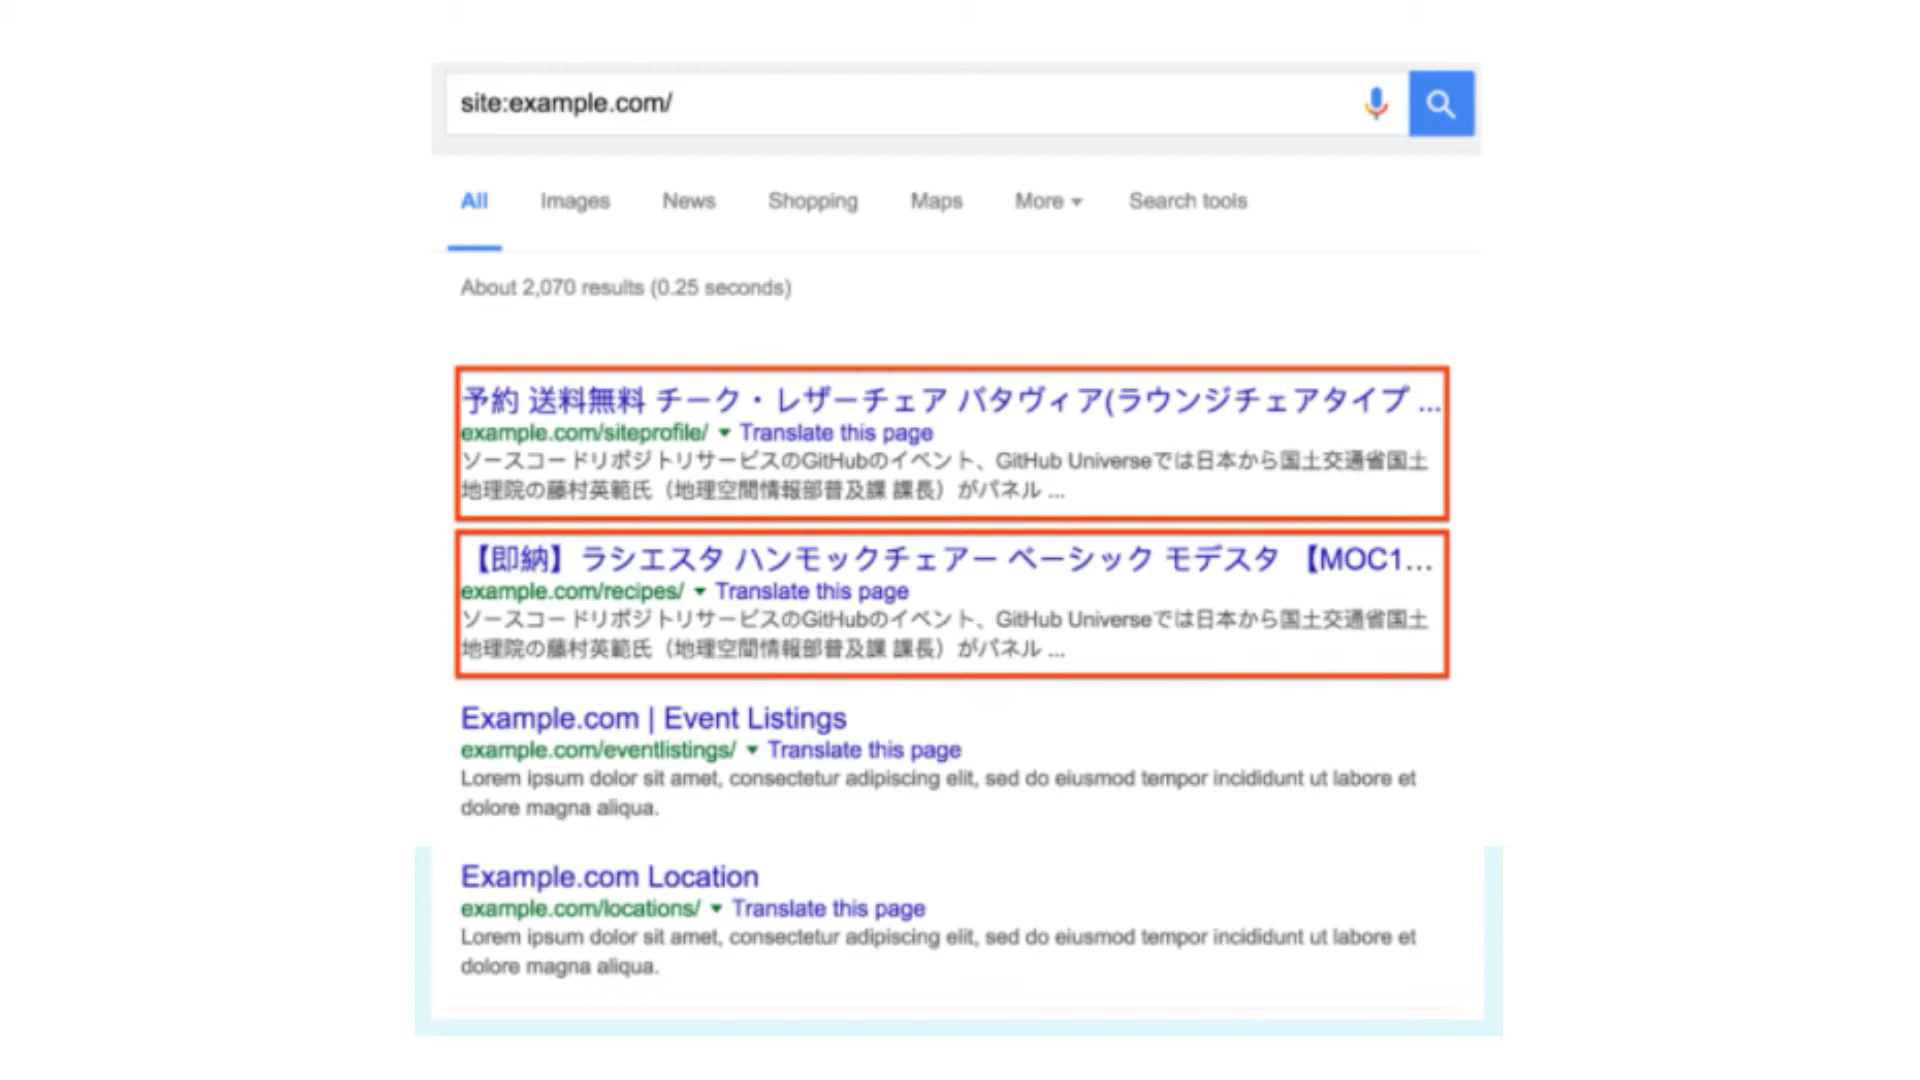 site:example.com/
All Images News Shopping Maps More Search tools
About 2,070 results (0.25 seconds)
予約 送料無料 チーク・レザーチェア バタヴィア(ラウンジチェアタイプ ...
example.com/siteprofile/ Translate this page
ソースコードリポジトリサービスのGitHubのイベント、GitHub Universeでは日本から国土交通省国土
地理院の藤村英範氏（地理空間情報部普及課 課長）がパネル ...
【即納】ラシエスタ ハンモックチェアー ベーシック モデスタ 【MOC1...
example.com/recipes/ Translate this page
ソースコードリポジトリサービスのGitHubのイベント、GitHub Universeでは日本から国土交通省国土
地理院の藤村英範氏（地理空間情報部普及課 課長）がパネル ...
Example.com | Event Listings
example.com/eventlistings/ Translate this page
Lorem ipsum dolor sit amet, consectetur adipiscing elit, sed do eiusmod tempor incididunt ut labore et
dolore magna aliqua.
Example.com Location
example.com/locations/ Translate this page
Lorem ipsum dolor sit amet, consectetur adipiscing elit, sed do eiusmod tempor incididunt ut labore et
dolore magna aliqua.